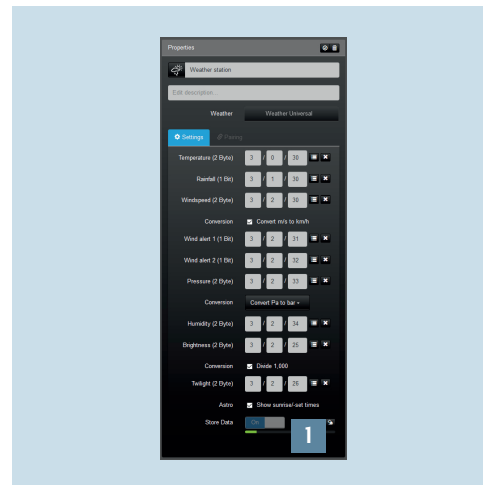 Properties
Weather station
Edit description...
Weather Weather Universal
Settings Pairing
Temperature (2 Byte) 3 / 0 / 30
Rainfall (1 Bit) 3 / 1 / 30
Windspeed (2 Byte) 3 / 2 / 30
Conversion Convert m/s to km/h
Wind alert 1 (1 Bit) 3 / 2 / 31
Wind alert 2 (1 Bit) 3 / 2 / 32
Pressure (2 Byte) 3 / 2 / 33
Conversion Convert Pa to bar
Humidity (2 Byte) 3 / 2 / 34
Brightness (2 Byte) 3 / 2 / 25
Conversion Divide 1,000
Twilight (2 Byte) 3 / 2 / 26
Astro Show sunrise/-set times
Store Data On
1